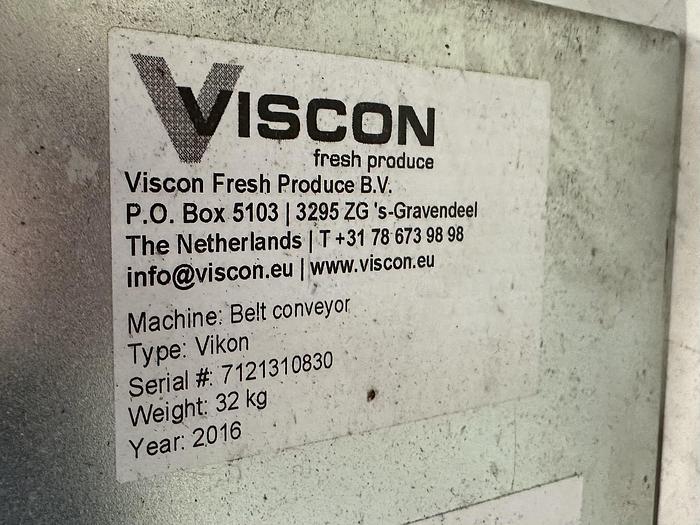 VISCON
fresh produce
Viscon Fresh Produce B.V.
P.O. Box 5103 | 3295 ZG 's-Gravendeel
The Netherlands | T +31 78 673 98 98
info@viscon.eu | www.viscon.eu
Machine: Belt conveyor
Type: Vikon
Serial #: 7121310830
Weight: 32 kg
Year: 2016